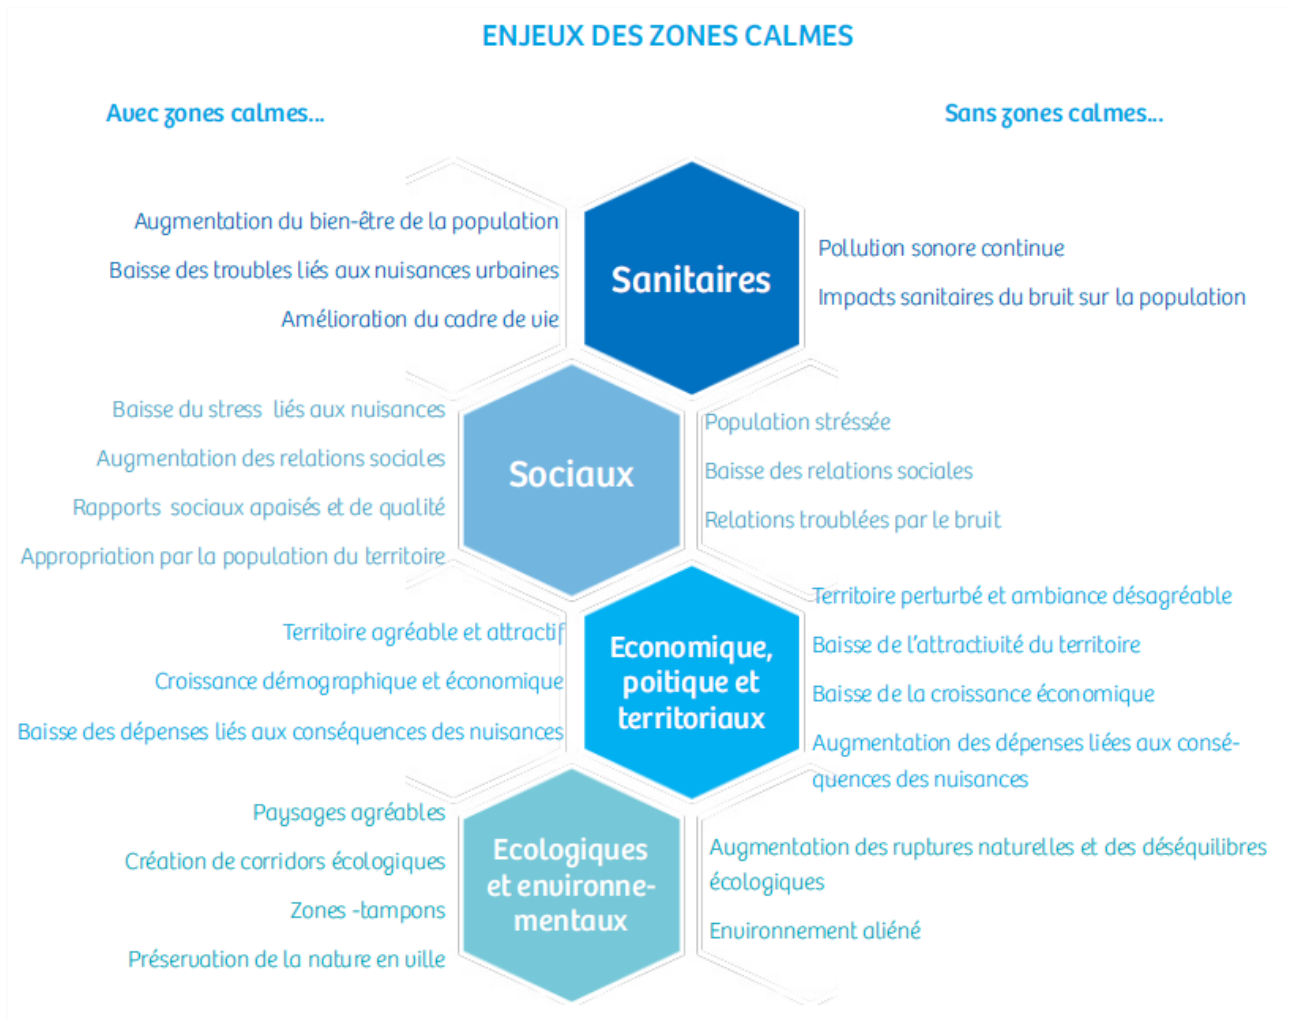 ENJEUX DES ZONES CALMES
Avec zones calmes...
Sans zones calmes...
Augmentation du bien-être de la population
Baisse des troubles liés aux nuisances urbaines
Amélioration du cadre de vie
Sanitaires
Pollution sonore continue
Impacts sanitaires du bruit sur la population
Baisse du stress liés aux nuisances
Augmentation des relations sociales
Rapports sociaux apaisés et de qualité
Appropriation par la population du territoire
Sociaux
Population stréssée
Baisse des relations sociales
Relations troublées par le bruit
Territoire agréable et attractif
Croissance démographique et économique
Baisse des dépenses liés aux conséquences des nuisances
Economique,
poitique et
territoriaux
Territoire perturbé et ambiance désagréable
Baisse de l'attractivité du territoire
Baisse de la croissance économique
Augmentation des dépenses liées aux consé-
quences des nuisances
Paysages agréables
Création de corridors écologiques
Zones -tampons
Préservation de la nature en ville
Ecologiques
et environne-
mentaux
Augmentation des ruptures naturelles et des déséquilibres
écologiques
Environnement aliéné